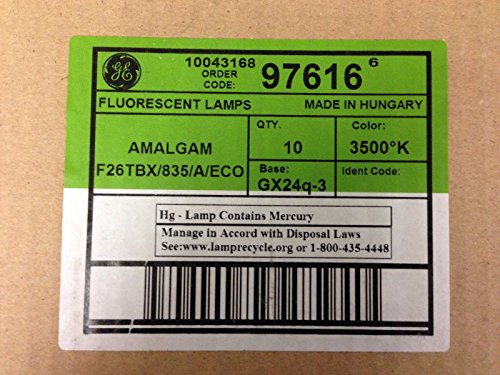 GE
10043168
ORDER
CODE:
97616 6
FLUORESCENT LAMPS MADE IN HUNGARY
AMALGAM
F26TBX/835/A/ECO
QTY.
10
Color:
3500°K
Base:
GX24q-3
Ident Code:
Hg - Lamp Contains Mercury
Manage in Accord with Disposal Laws
See:www.lamprecycle.org or 1-800-435-4448